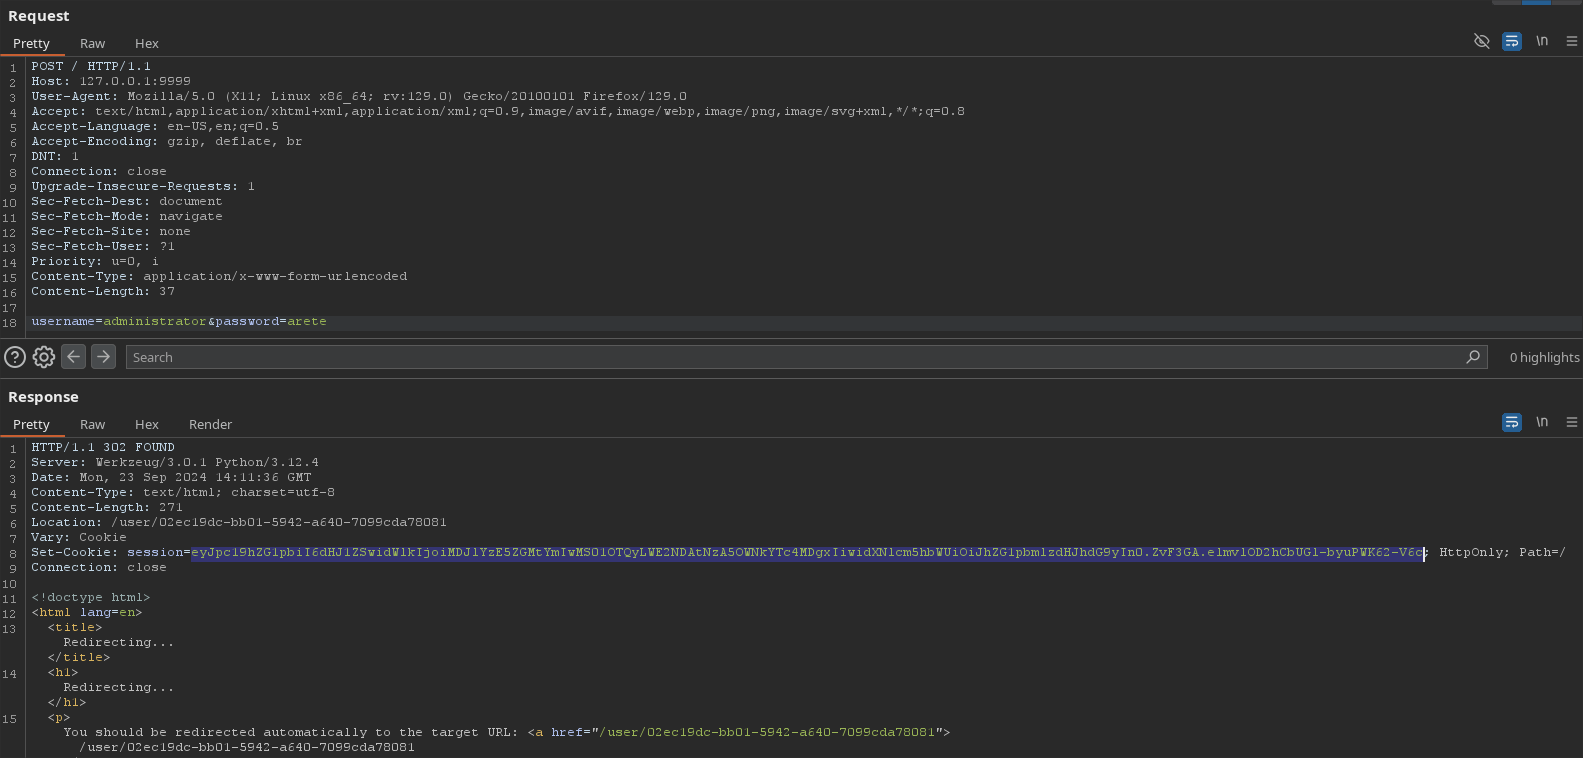 Request
Pretty Raw Hex
\n
1 POST / HTTP/1.1
2 Host: 127.0.0.1:9999
3 User-Agent: Mozilla/5.0 (X11; Linux x86_64; rv:129.0) Gecko/20100101 Firefox/129.0
4 Accept: text/html,application/xhtml+xml,application/xml;q=0.9,image/avif,image/webp,image/png,image/svg+xml,*/*;q=0.8
5 Accept-Language: en-US,en;q=0.5
6 Accept-Encoding: gzip, deflate, br
7 DNT: 1
8 Connection: close
9 Upgrade-Insecure-Requests: 1
10 Sec-Fetch-Dest: document
11 Sec-Fetch-Mode: navigate
12 Sec-Fetch-Site: none
13 Sec-Fetch-User: ?1
14 Priority: u=0, i
15 Content-Type: application/x-www-form-urlencoded
16 Content-Length: 37
17
18 username=administrator&password=arete
? Search 0 highlights
Response
Pretty Raw Hex Render
\n
1 HTTP/1.1 302 FOUND
2 Server: Werkzeug/3.0.1 Python/3.12.4
3 Date: Mon, 23 Sep 2024 14:11:36 GMT
4 Content-Type: text/html; charset=utf-8
5 Content-Length: 271
6 Location: /user/02ec19dc-bb01-5942-a640-7099cda78081
7 Vary: Cookie
8 Set-Cookie: session=eyJpc19hZG1pbiI6dHJ1ZSwidWlkIjoiMDJlYzE5ZGMtYmIwMS01OTQyLWE2NDAtNzA5OWNkYTc4MDgxIiwidXNlcm5hbWUiOiJhZG1pbmlzdHJhdG9yIn0.ZvF3GA.elmvlOD2hCbUGl-byuPWK62-V6c; HttpOnly; Path=/
9 Connection: close
10
11 <!doctype html>
12 <html lang=en>
13 <title>
Redirecting...
</title>
14 <h1>
Redirecting...
</h1>
15 <p>
You should be redirected automatically to the target URL: <a href="/user/02ec19dc-bb01-5942-a640-7099cda78081">
/user/02ec19dc-bb01-5942-a640-7099cda78081